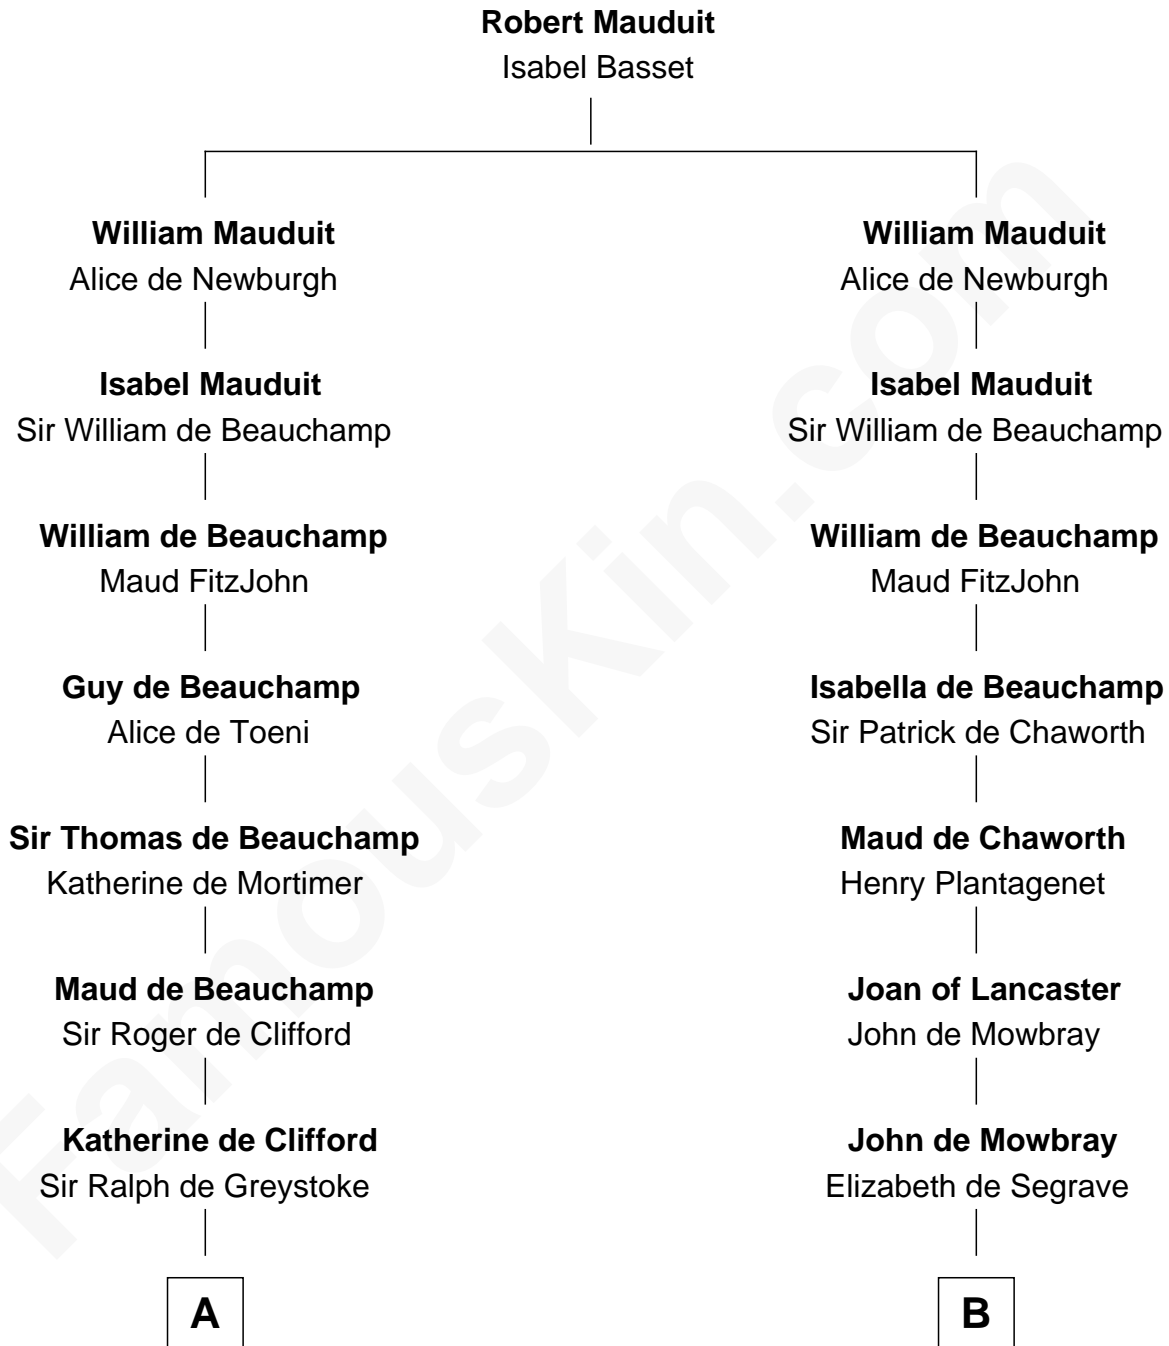 Robert Mauduit
Isabel Basset
William Mauduit
Alice de Newburgh
William Mauduit
Alice de Newburgh
Isabel Mauduit
Sir William de Beauchamp
Isabel Mauduit
Sir William de Beauchamp
William de Beauchamp
Maud FitzJohn
William de Beauchamp
Maud FitzJohn
Guy de Beauchamp
Alice de Toeni
Isabella de Beauchamp
Sir Patrick de Chaworth
Sir Thomas de Beauchamp
Katherine de Mortimer
Maud de Chaworth
Henry Plantagenet
Maud de Beauchamp
Sir Roger de Clifford
Joan of Lancaster
John de Mowbray
Katherine de Clifford
Sir Ralph de Greystoke
John de Mowbray
Elizabeth de Segrave
A
B
FamousKin.com